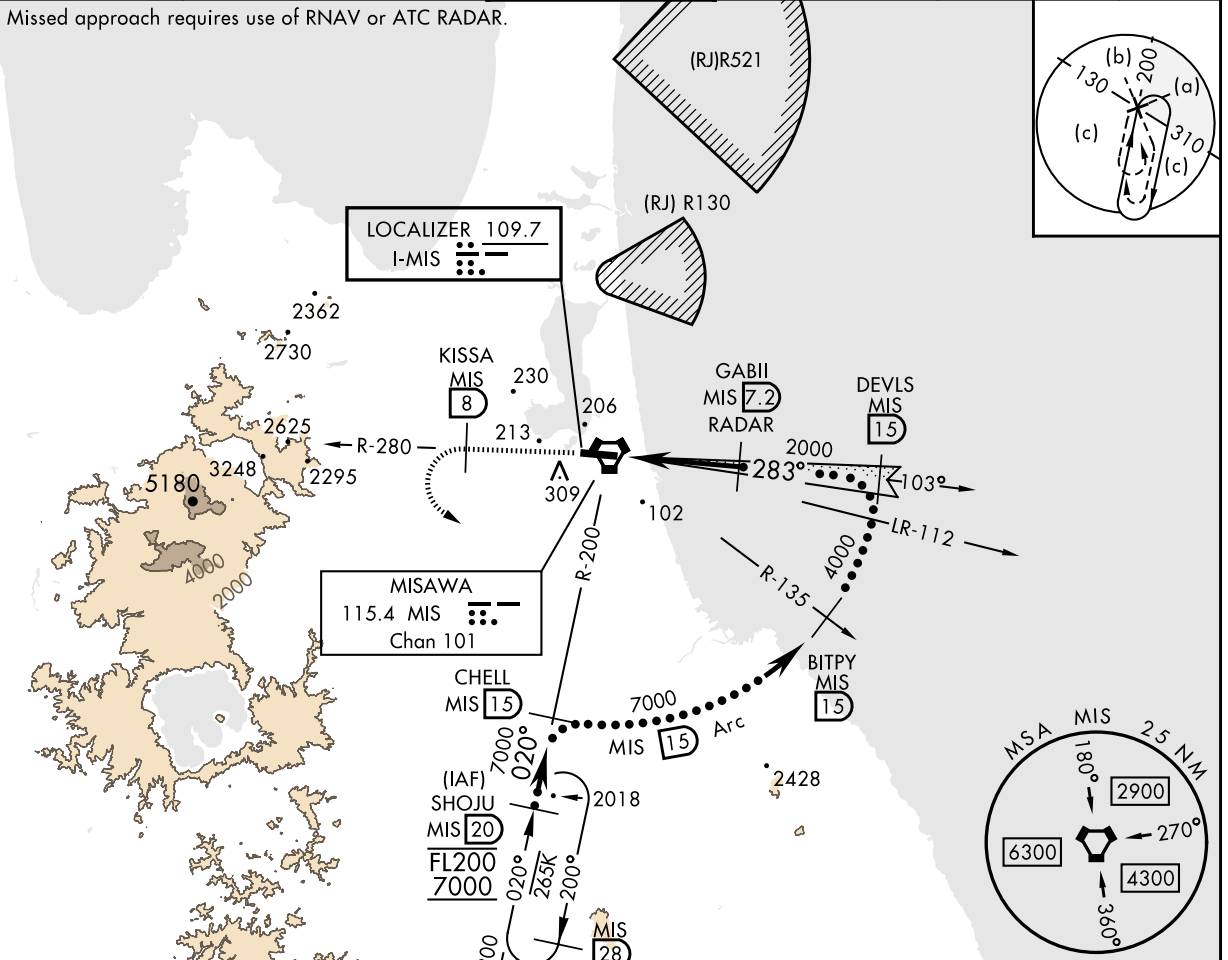 Missed approach requires use of RNAV or ATC RADAR.
(RJ)R521
(b)
200
130
(a)
(c)
310
(c)
(RJ) R130
LOCALIZER 109.7
I-MIS
2362
2730
KISSA
MIS
8
230
206
213
GABII
MIS 7.2
RADAR
DEVLS
MIS
15
2625
R-280
3248
2295
5180
309
2000
283°
103°
102
LR-112
4000
2000
R-200
R-135
4000
MISAWA
115.4 MIS
Chan 101
CHELL
MIS 15
BITPY
MIS
15
7000
MIS 15 Arc
7000
020°
(IAF)
SHOJU
MIS 20
FL200
7000
2018
2428
020°
265K
200°
MIS
28
00
MSA MIS 25 NM
180°
2900
270°
6300
4300
360°